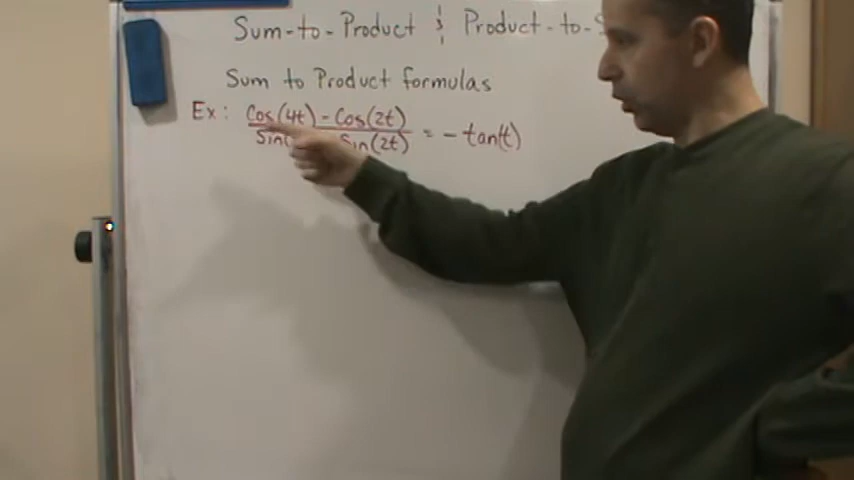 Sum-to-Product & Product-to-S
Sum to Product formulas
Ex: Cos(4t) - Cos(2t)
Sin( Sin(2t) = - tan(t)